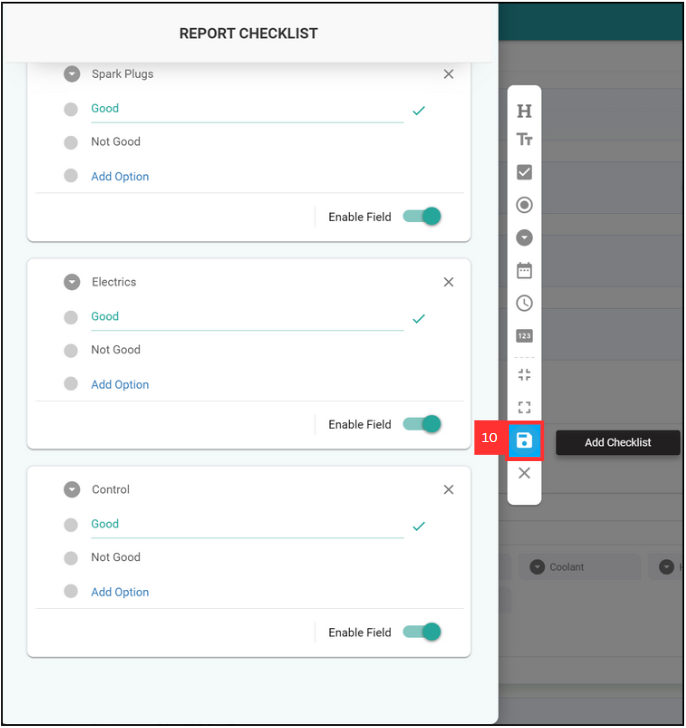 REPORT CHECKLIST
Spark Plugs
Good
Not Good
Add Option
Enable Field
Electrics
Good
Not Good
Add Option
Enable Field
Control
Good
Not Good
Add Option
Enable Field
H
TT
123
10
Add Checklist
Coolant